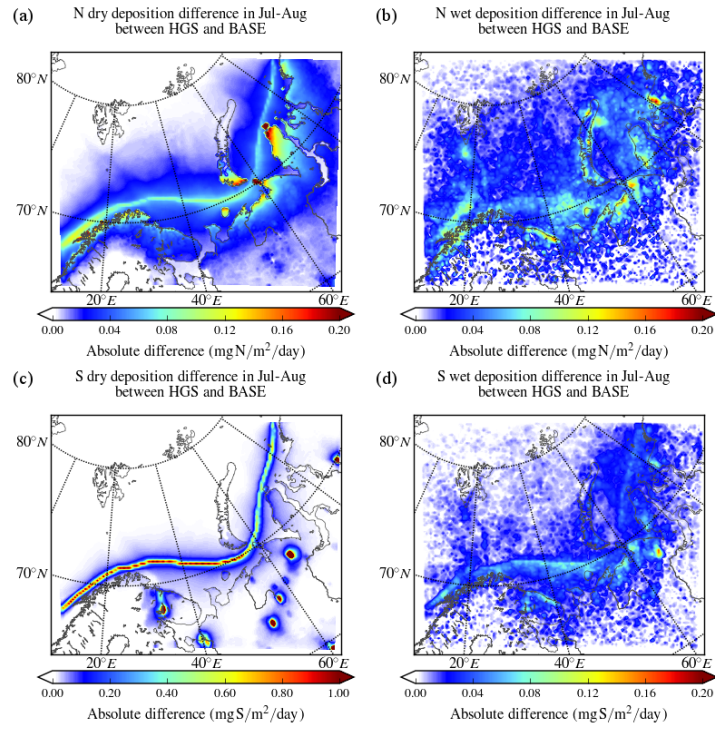 (a) N dry deposition difference in Jul-Aug
between HGS and BASE
80°N
70°N
20°E 40°E 60°E
0.00 0.04 0.08 0.12 0.16 0.20
Absolute difference (mgN/m²/day)
(b) N wet deposition difference in Jul-Aug
between HGS and BASE
80°N
70°N
20°E 40°E 60°E
0.00 0.04 0.08 0.12 0.16 0.20
Absolute difference (mgN/m²/day)
(c) S dry deposition difference in Jul-Aug
between HGS and BASE
80°N
70°N
20°E 40°E 60°E
0.00 0.20 0.40 0.60 0.80 1.00
Absolute difference (mgS/m²/day)
(d) S wet deposition difference in Jul-Aug
between HGS and BASE
80°N
70°N
20°E 40°E 60°E
0.00 0.04 0.08 0.12 0.16 0.20
Absolute difference (mgS/m²/day)